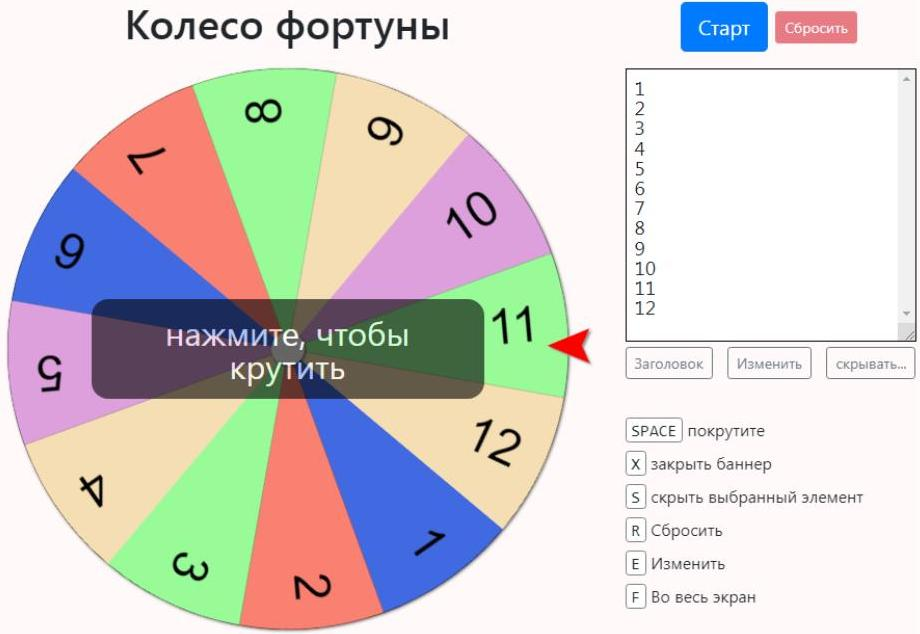 Колесо фортуны
Старт
Сбросить
8
9
10
11
12
1
2
3
4
5
6
7
нажмите, чтобы
крутить
1
2
3
4
5
6
7
8
9
10
11
12
Заголовок
Изменить
скрывать...
SPACE покрутите
X закрыть баннер
S скрыть выбранный элемент
R Сбросить
E Изменить
F Во весь экран